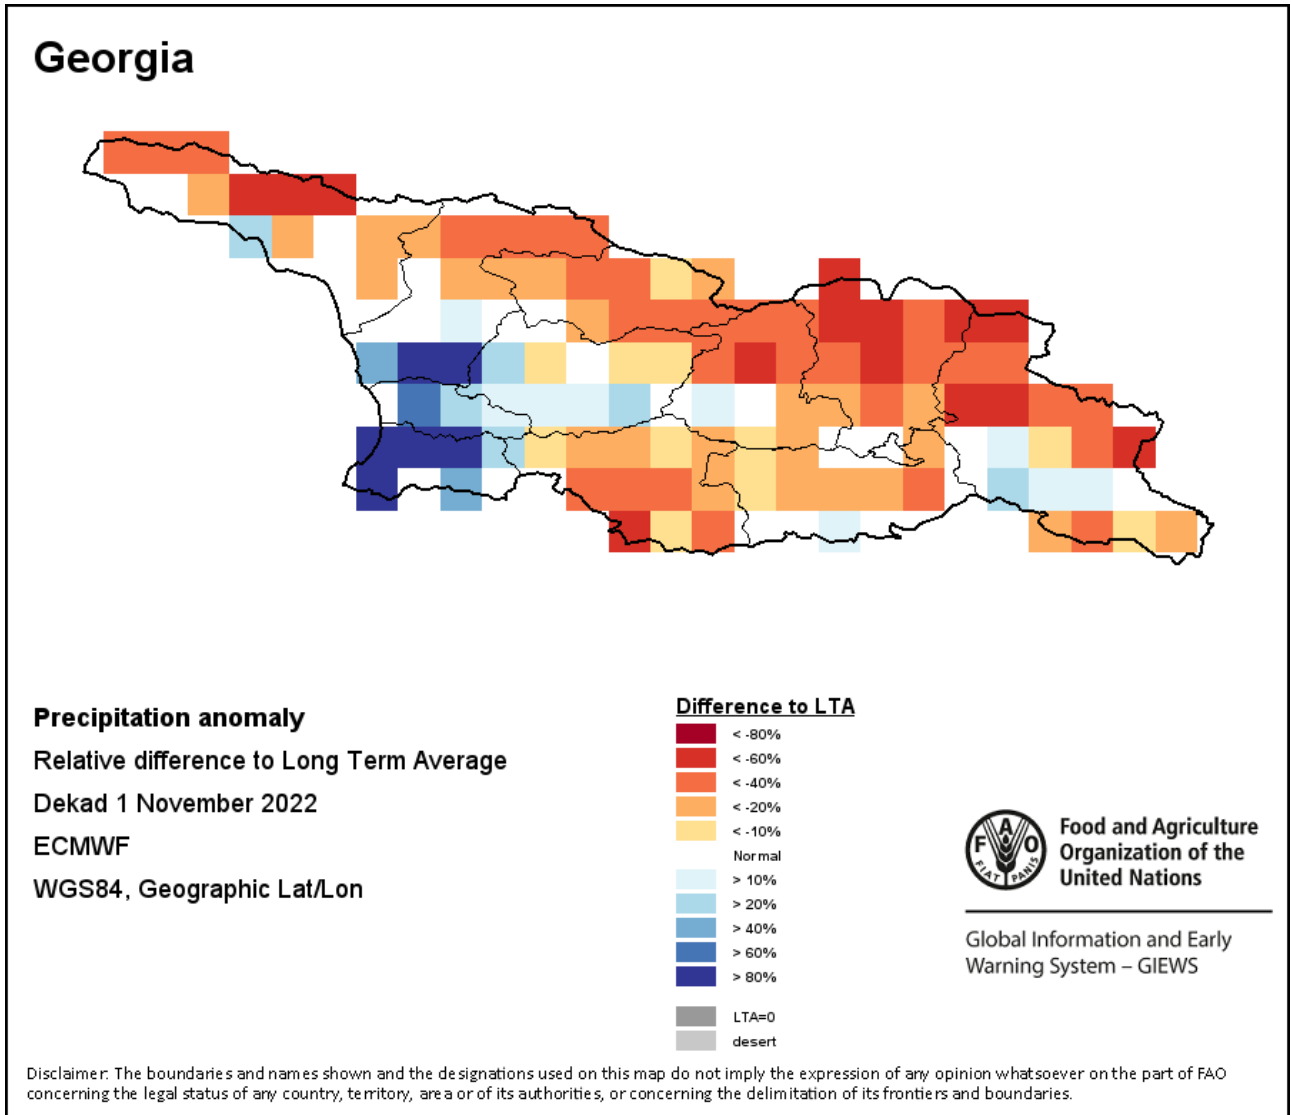 Georgia
Precipitation anomaly
Relative difference to Long Term Average
Dekad 1 November 2022
ECMWF
WGS84, Geographic Lat/Lon
Difference to LTA
< -80%
< -60%
< -40%
< -20%
< -10%
Normal
> 10%
> 20%
> 40%
> 60%
> 80%
LTA=0
desert
F A O
FIAT PANIS
Food and Agriculture
Organization of the
United Nations
Global Information and Early
Warning System – GIEWS
Disclaimer: The boundaries and names shown and the designations used on this map do not imply the expression of any opinion whatsoever on the part of FAO
concerning the legal status of any country, territory, area or of its authorities, or concerning the delimitation of its frontiers and boundaries.